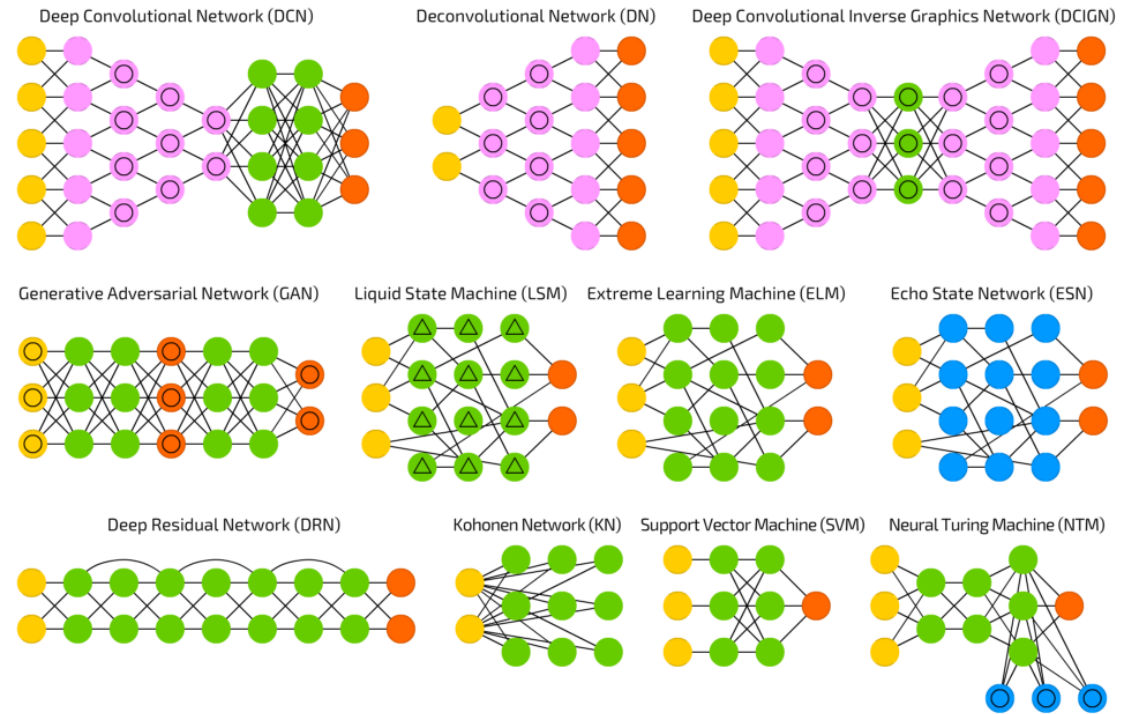 Deep Convolutional Network (DCN)
Deconvolutional Network (DN)
Deep Convolutional Inverse Graphics Network (DCIGN)
Generative Adversarial Network (GAN)
Liquid State Machine (LSM)
Extreme Learning Machine (ELM)
Echo State Network (ESN)
Deep Residual Network (DRN)
Kohonen Network (KN)
Support Vector Machine (SVM)
Neural Turing Machine (NTM)